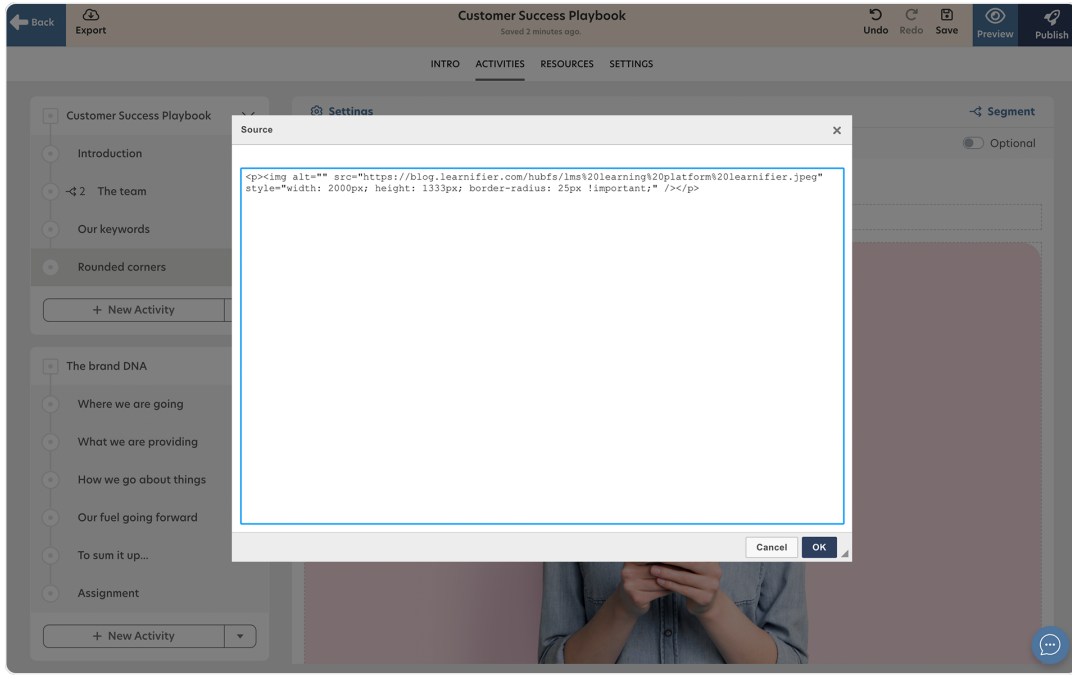 Back
Export
Customer Success Playbook
Saved 2 minutes ago.
Undo
Redo
Save
Preview
Publish
INTRO
ACTIVITIES
RESOURCES
SETTINGS
Customer Success Playbook
Introduction
2 The team
Our keywords
Rounded corners
+ New Activity
The brand DNA
Where we are going
What we are providing
How we go about things
Our fuel going forward
To sum it up...
Assignment
+ New Activity
Settings
Segment
Optional
Source
<p><img alt="" src="https://blog.learnifier.com/hubfs/lms%20learning%20platform%20learnifier.jpeg"
style="width: 2000px; height: 1333px; border-radius: 25px !important;" /></p>
Cancel
OK